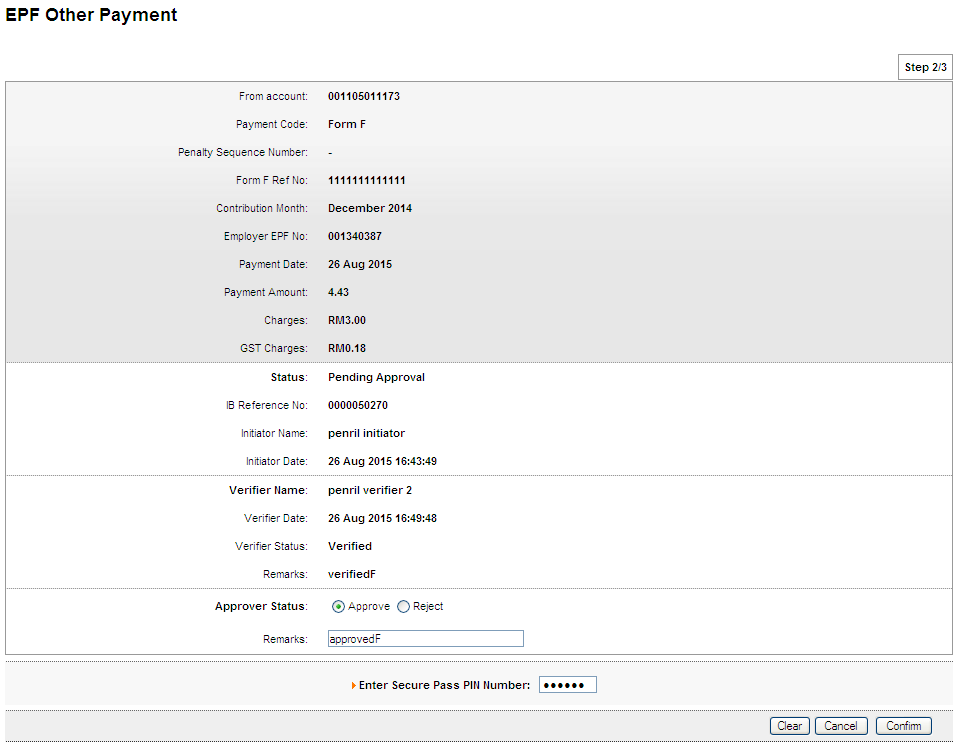 EPF Other Payment
Step 2/3
From account: 001105011173
Payment Code: Form F
Penalty Sequence Number: -
Form F Ref No: 1111111111111
Contribution Month: December 2014
Employer EPF No: 001340387
Payment Date: 26 Aug 2015
Payment Amount: 4.43
Charges: RM3.00
GST Charges: RM0.18
Status: Pending Approval
IB Reference No: 0000050270
Initiator Name: penril initiator
Initiator Date: 26 Aug 2015 16:43:49
Verifier Name: penril verifier 2
Verifier Date: 26 Aug 2015 16:49:48
Verifier Status: Verified
Remarks: verifiedF
Approver Status: Approve Reject
Remarks: approvedF
Enter Secure Pass PIN Number: ••••••
Clear Cancel Confirm